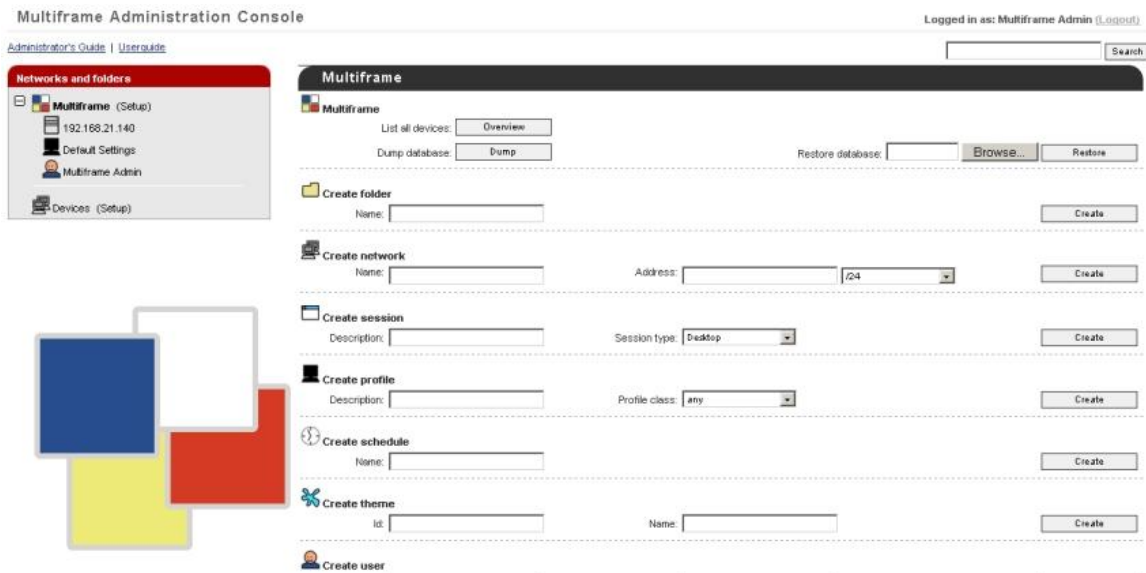 Multiframe Administration Console
Logged in as: Multiframe Admin (Logout)
Administrator's Guide | Userguide
Search
Networks and folders
Multiframe (Setup)
192.168.21.140
Default Settings
Multiframe Admin
Devices (Setup)
Multiframe
Multiframe
List all devices: Overview
Dump database: Dump Restore database: Browse... Restore
Create folder
Name: Create
Create network
Name: Address: /24 Create
Create session
Description: Session type: Desktop Create
Create profile
Description: Profile class: any Create
Create schedule
Name: Create
Create theme
Id: Name: Create
Create user